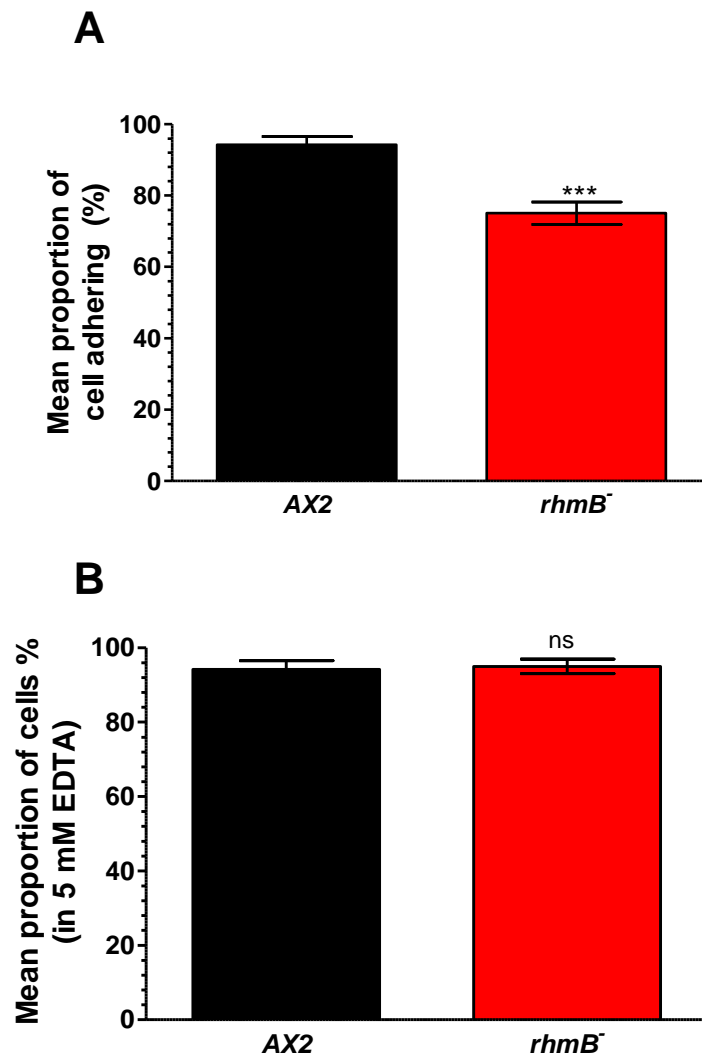 A
Mean proportion of
cell adhering (%)
100
80
60
40
20
0
***
AX2
rhmB-
B
Mean proportion of cells %
(in 5 mM EDTA)
100
80
60
40
20
0
ns
AX2
rhmB-